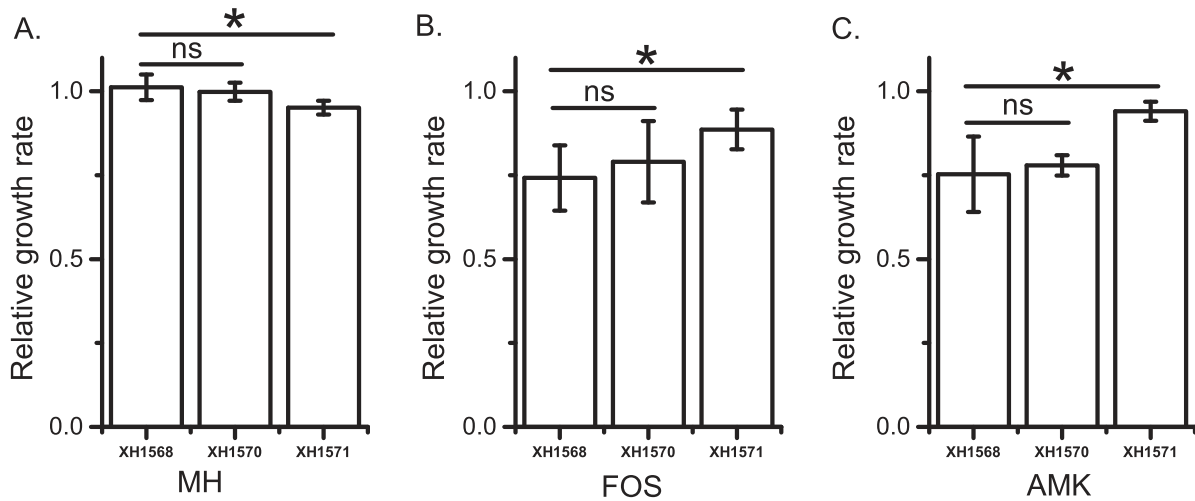 A.
*
ns
Relative growth rate
1.0
0.5
0.0
XH1568 XH1570 XH1571
MH
B.
*
ns
Relative growth rate
1.0
0.5
0.0
XH1568 XH1570 XH1571
FOS
C.
*
ns
Relative growth rate
1.0
0.5
0.0
XH1568 XH1570 XH1571
AMK